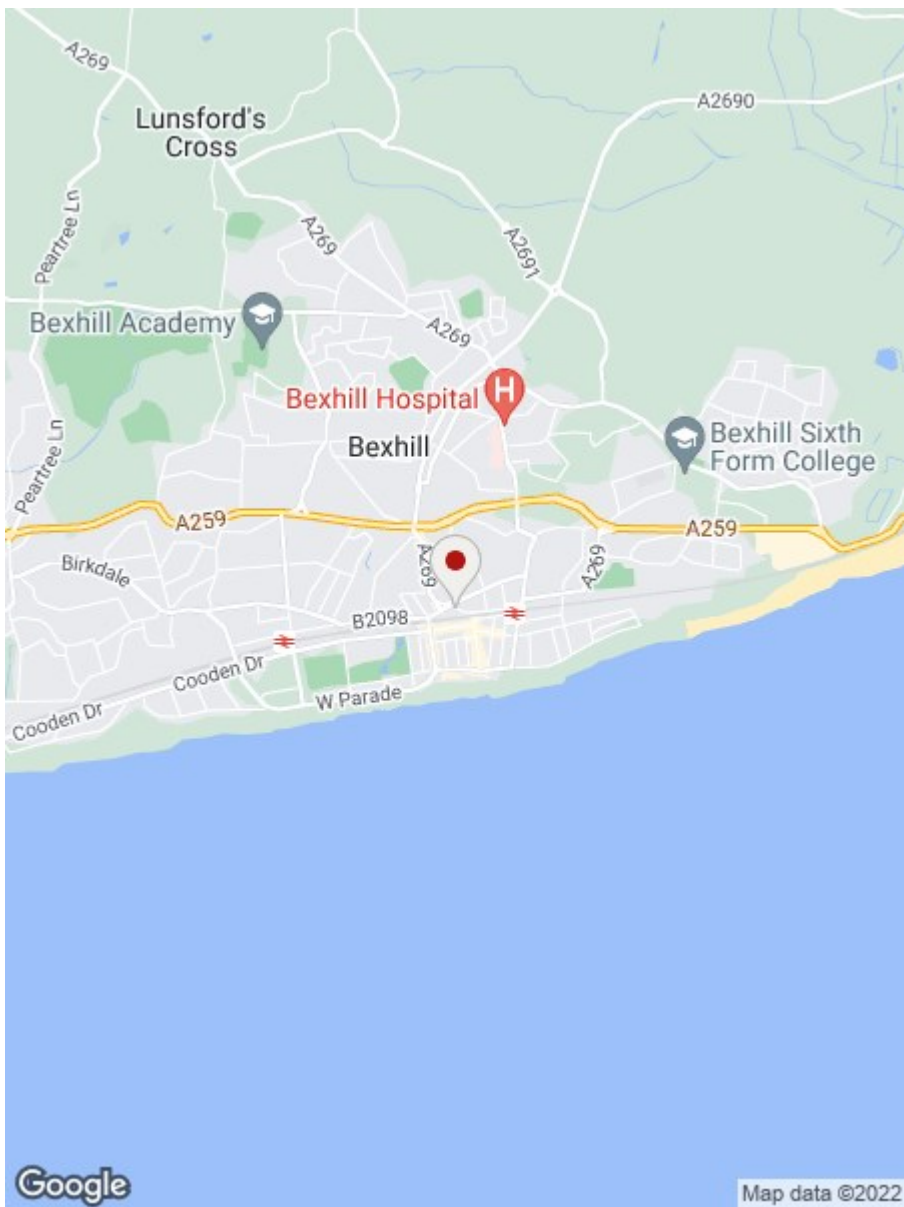 A269
A2690
Lunsford's
Cross
Peartree Ln
A269
A2691
Bexhill Academy
A269
Bexhill Hospital
H
Bexhill
Bexhill Sixth
Form College
Peartree Ln
A259
A259
Birkdale
A269
A269
B2098
Cooden Dr
W Parade
Cooden Dr
Google
Map data ©2022